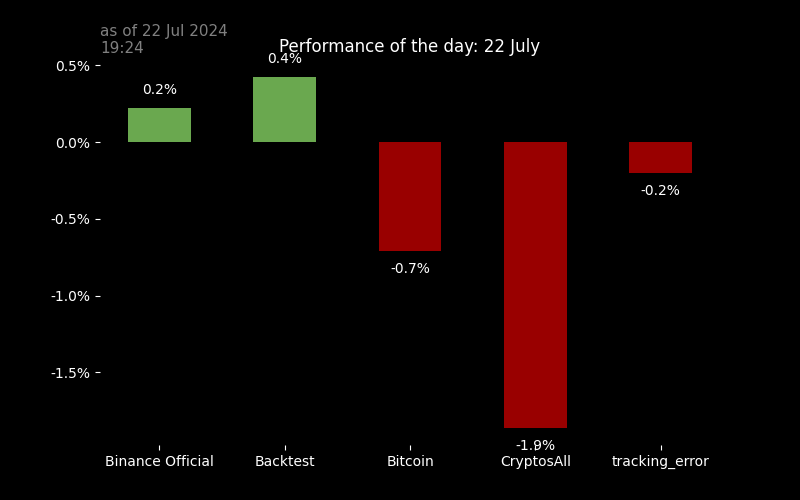 as of 22 Jul 2024
19:24
Performance of the day: 22 July
0.5%
0.0%
-0.5%
-1.0%
-1.5%
0.2%
0.4%
-0.7%
-1.9%
-0.2%
Binance Official
Backtest
Bitcoin
CryptosAll
tracking_error